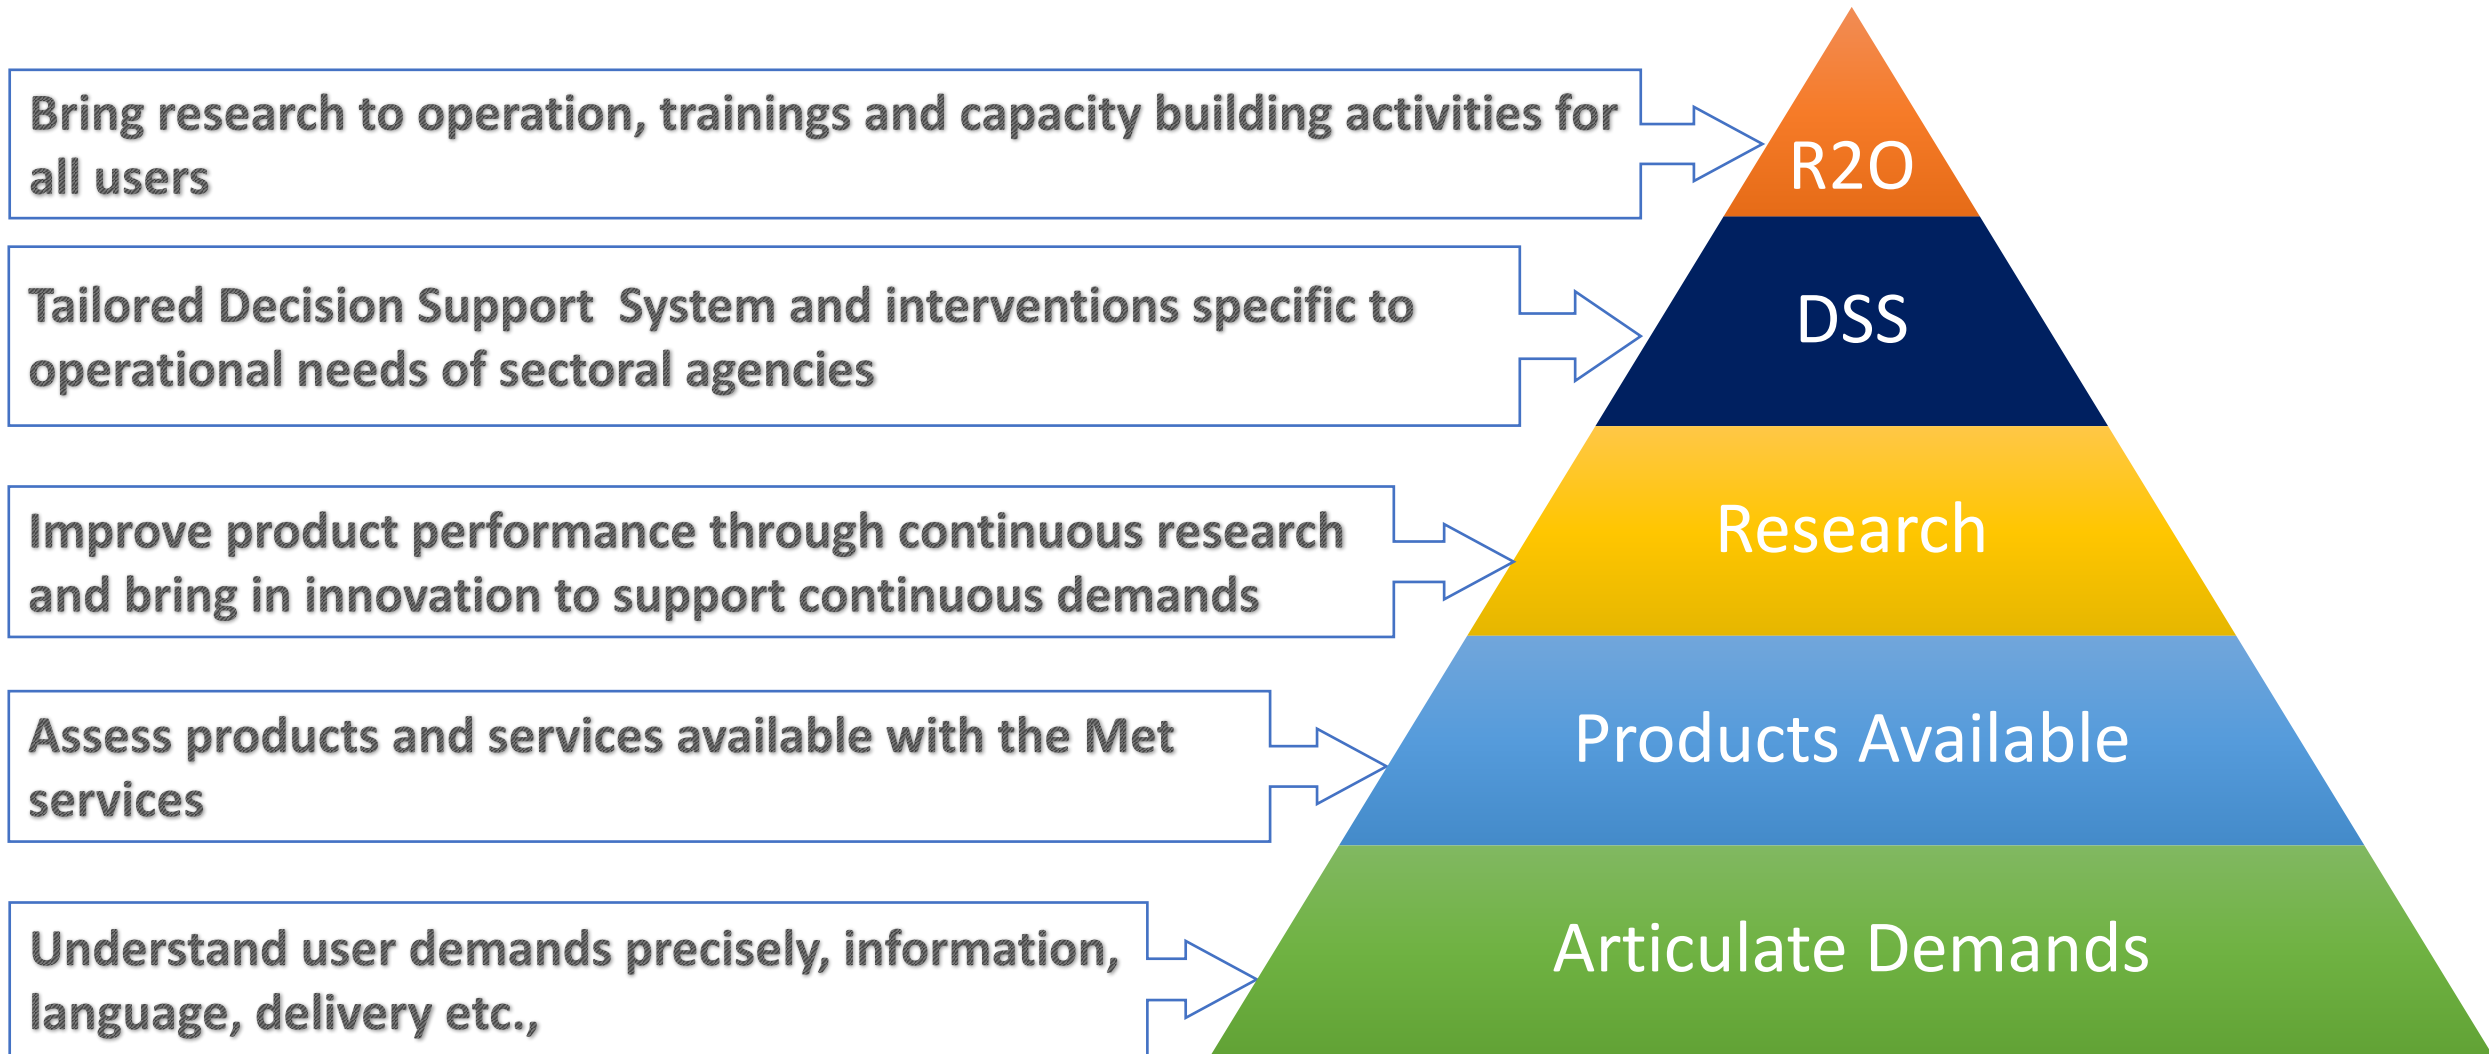 Bring research to operation, trainings and capacity building activities for
all users
R2O
Tailored Decision Support  System and interventions specific to
operational needs of sectoral agencies
DSS
Improve product performance through continuous research
and bring in innovation to support continuous demands
Research
Assess products and services available with the Met
services
Products Available
Understand user demands precisely, information,
language, delivery etc.,
Articulate Demands